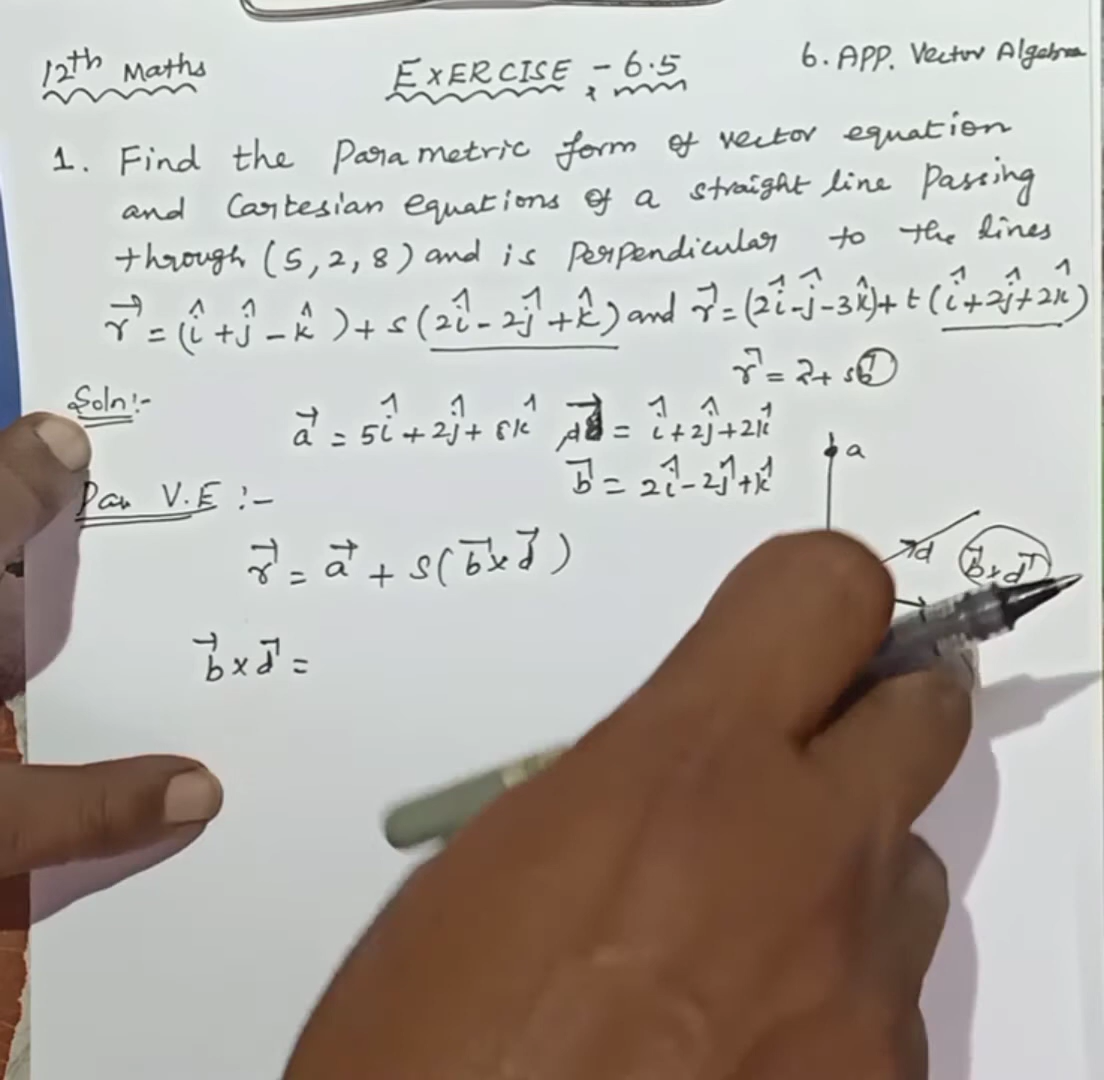 12th Maths EXERCISE - 6.5 6. APP. Vector Algebra
1. Find the Parametric form of vector equation
and Cartesian equations of a straight line passing
through (5, 2, 8) and is perpendicular to the lines
r⃗ = (î + ĵ - k̂) + s(2î - 2ĵ + k̂) and r⃗ = (2î - ĵ - 3k̂) + t(î + 2ĵ + 2k̂)
r⃗ = a⃗ + sb⃗
Soln:-
a⃗ = 5î + 2ĵ + 8k̂ d⃗ = î + 2ĵ + 2k̂
b⃗ = 2î - 2ĵ + k̂
a
Par V.E :-
r⃗ = a⃗ + s(b⃗ × d⃗)
d
b⃗ × d⃗
b⃗ × d⃗ =